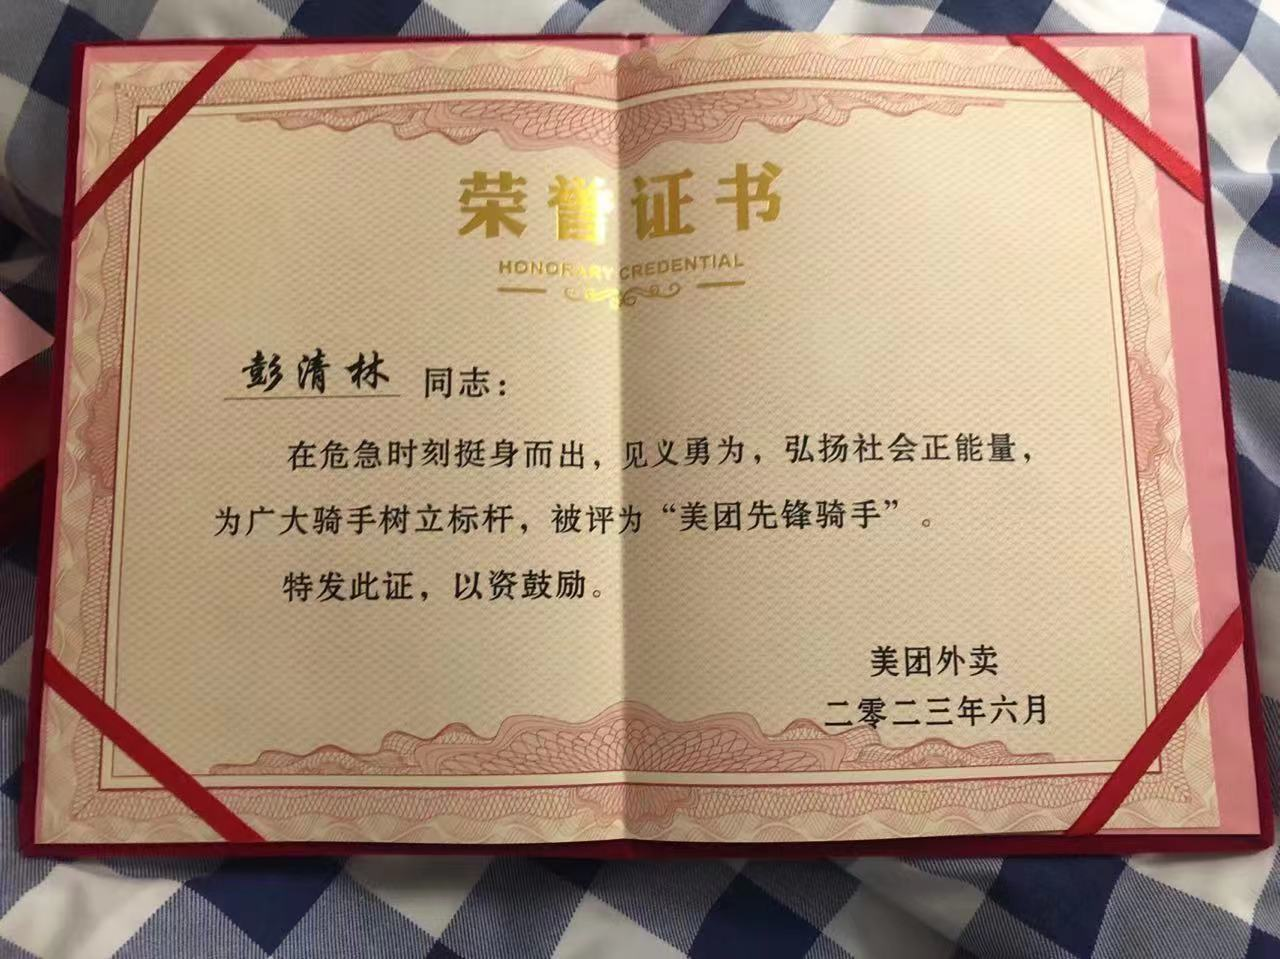 荣誉证书
HONORARY CREDENTIAL
彭清林 同志：
在危急时刻挺身而出，见义勇为，弘扬社会正能量，
为广大骑手树立标杆，被评为“美团先锋骑手”。
特发此证，以资鼓励。
美团外卖
二零二三年六月